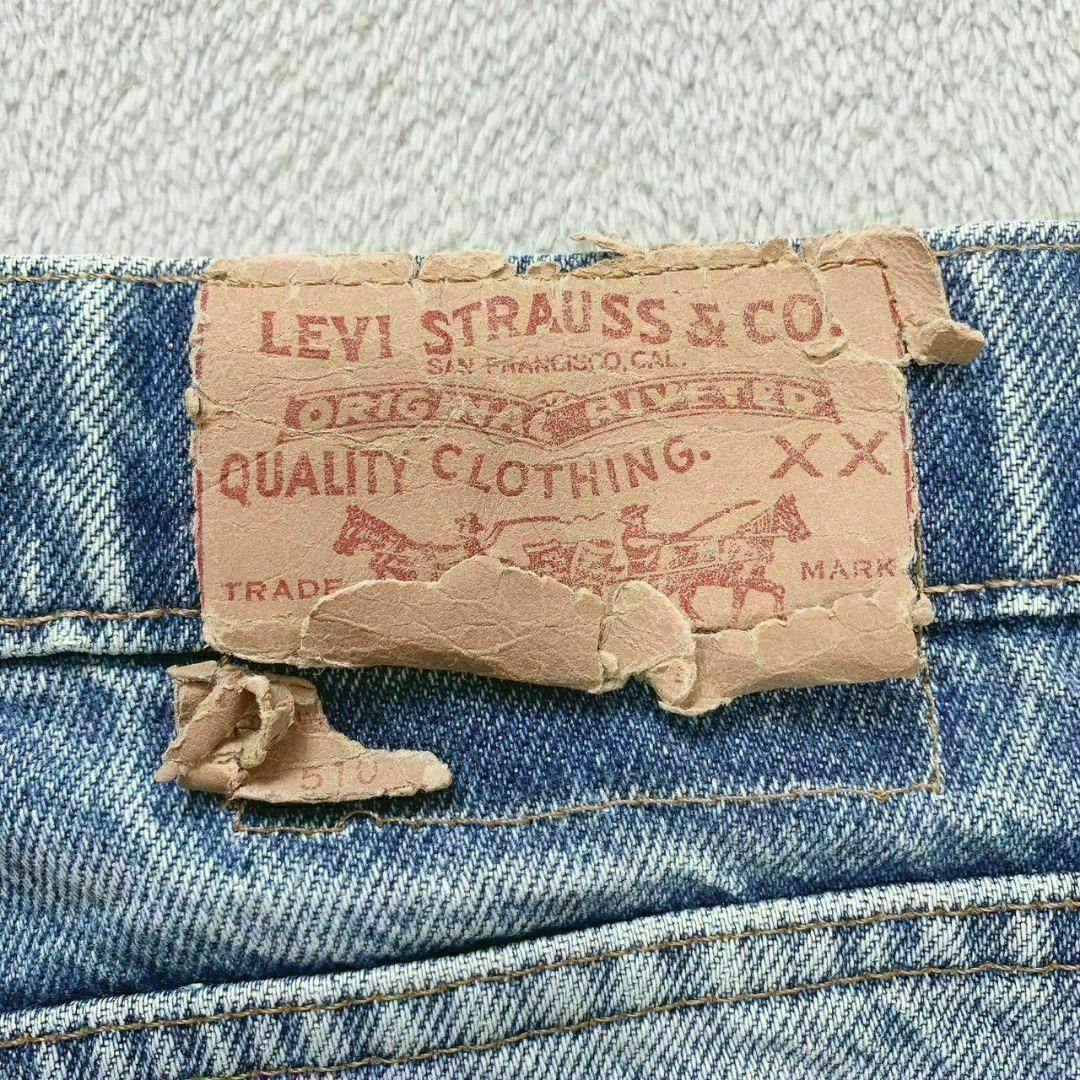 LEVI STRAUSS & CO.
SAN FRANCISCO, CAL.
ORIGINAL RIVETED
QUALITY CLOTHING. XX
TRADE MARK
510